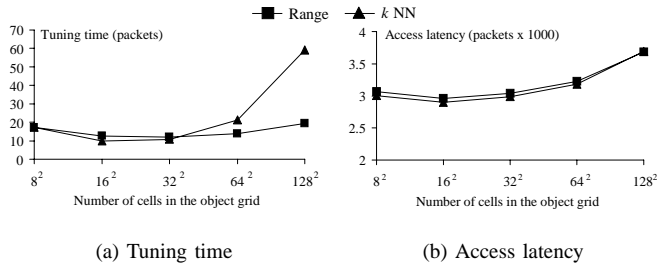 Range k NN
Tuning time (packets)
70
60
50
40
30
20
10
0
8² 16² 32² 64² 128²
Number of cells in the object grid
(a) Tuning time
Access latency (packets x 1000)
4
3.5
3
2.5
2
8² 16² 32² 64² 128²
Number of cells in the object grid
(b) Access latency